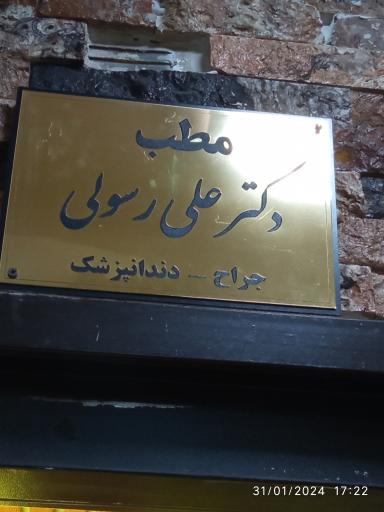 مطب
دکتر علی رسولی
جراح - دندانپزشک
31/01/2024 17:22